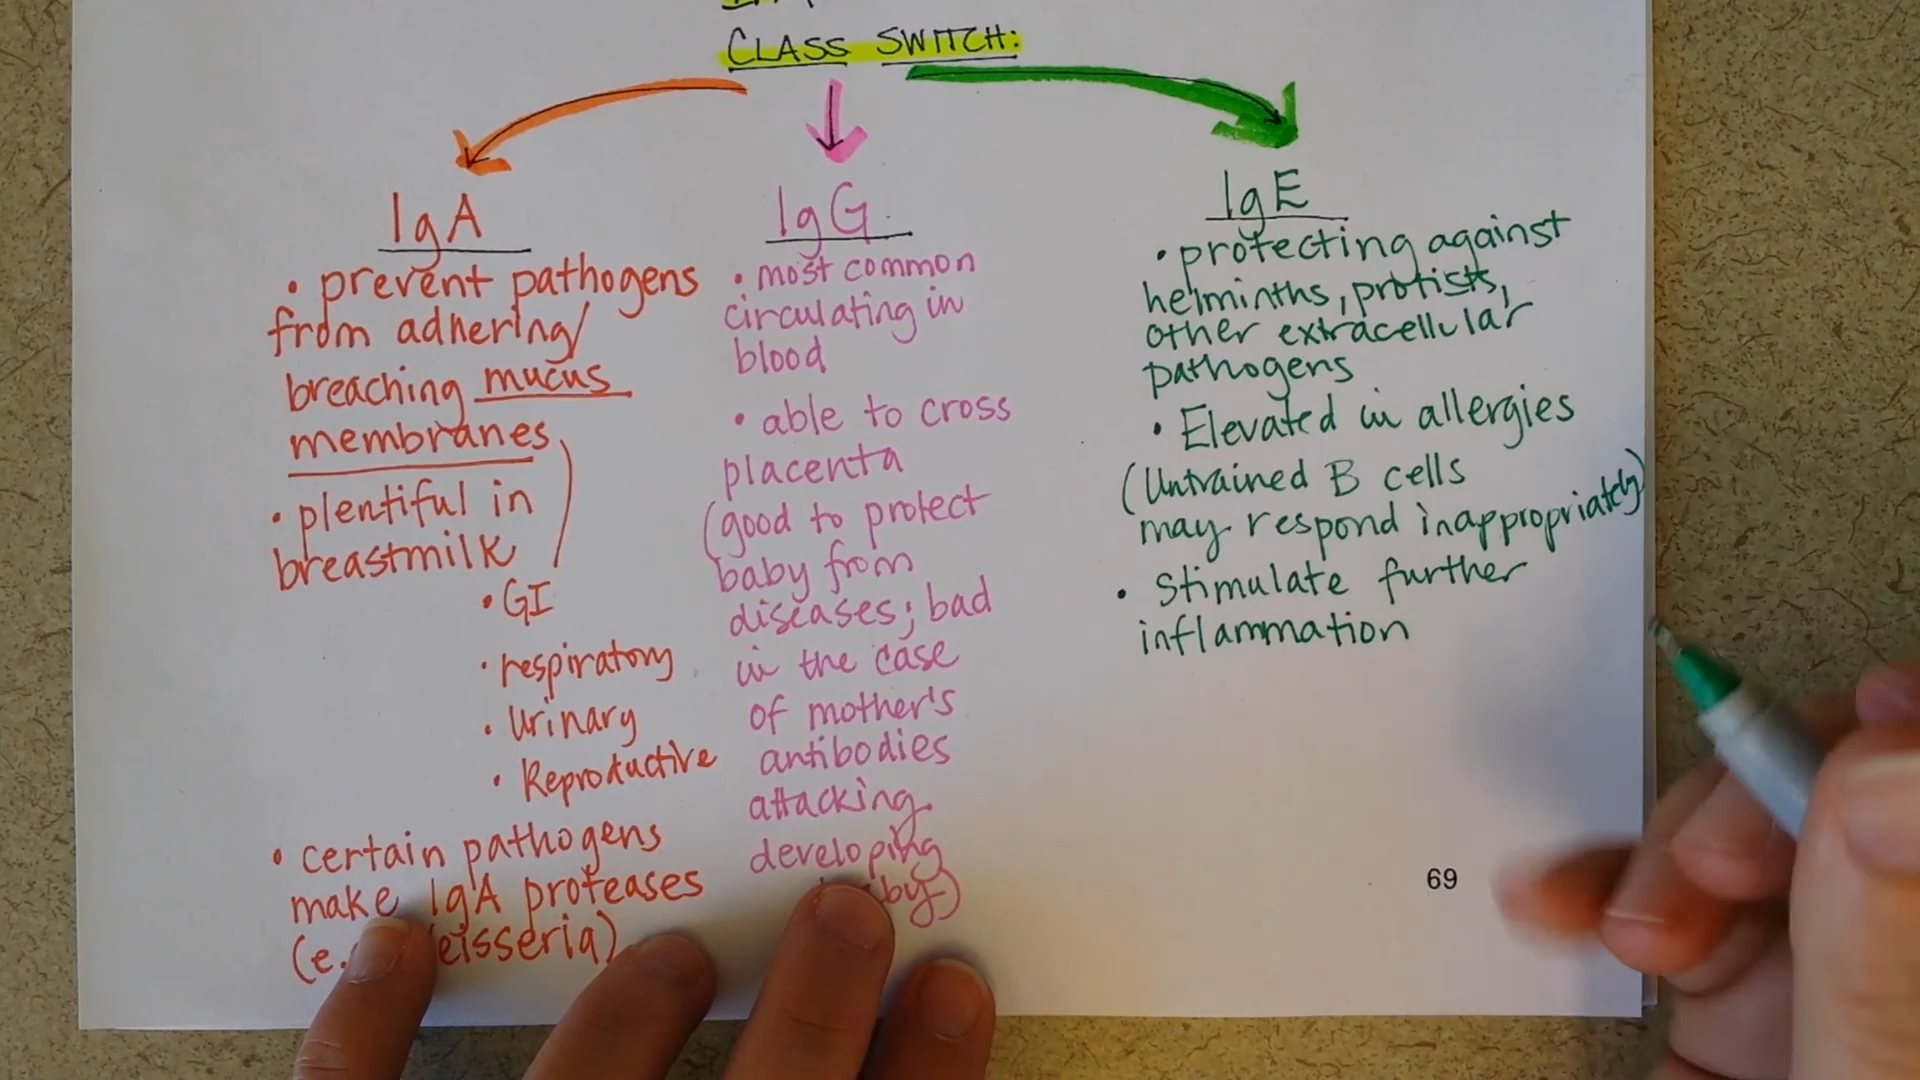 CLASS SWITCH:
IgA
• prevent pathogens
from adhering/
breaching mucus
membranes
• plentiful in
breastmilk
• GI
• respiratory
• Urinary
• Reproductive
• certain pathogens
make IgA proteases
IgG
• most common
circulating in
blood
• able to cross
placenta
(good to protect
baby from
diseases; bad
in the case
of mother's
antibodies
attacking
developing
IgE
• protecting against
helminths, protists,
other extracellular
pathogens
• Elevated in allergies
(Untrained B cells
may respond inappropriately)
• Stimulate further
inflammation
69